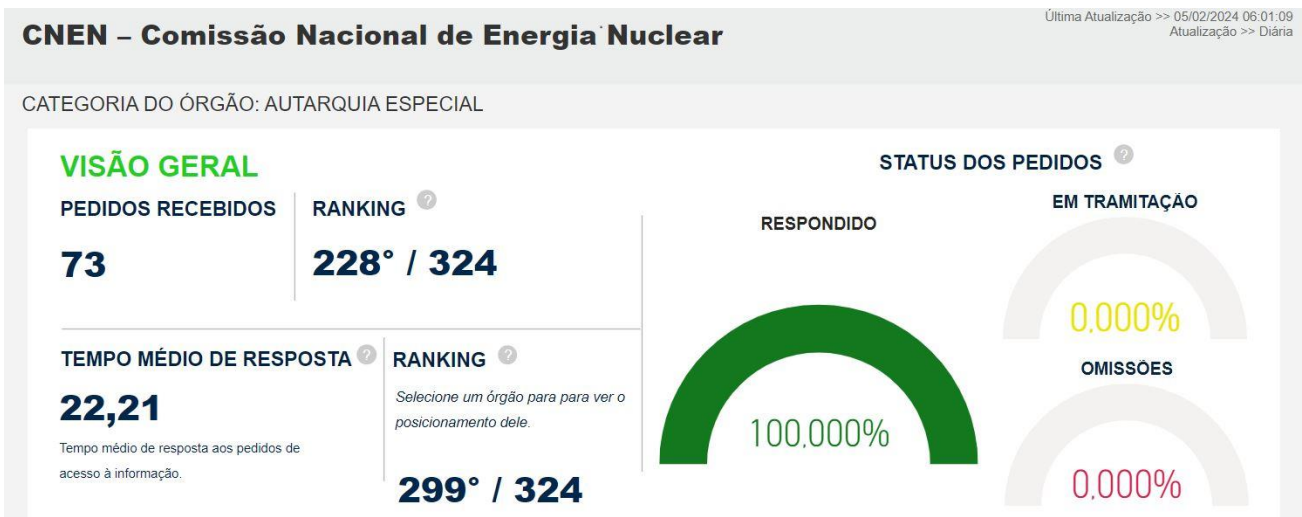 Última Atualização >> 05/02/2024 06:01:09
Atualização >> Diária
CNEN – Comissão Nacional de Energia Nuclear
CATEGORIA DO ÓRGÃO: AUTARQUIA ESPECIAL
VISÃO GERAL
PEDIDOS RECEBIDOS
73
RANKING ?
228° / 324
TEMPO MÉDIO DE RESPOSTA ?
22,21
Tempo médio de resposta aos pedidos de
acesso à informação.
RANKING ?
Selecione um órgão para para ver o
posicionamento dele.
299° / 324
STATUS DOS PEDIDOS ?
RESPONDIDO
100,000%
EM TRAMITAÇÃO
0,000%
OMISSÕES
0,000%